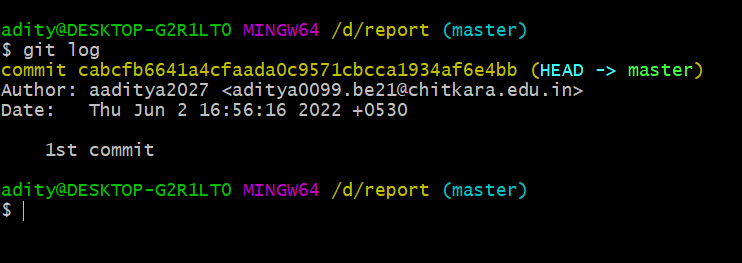 adity@DESKTOP-G2R1LT0 MINGW64 /d/report (master)
$ git log
commit cabcfb6641a4cfaada0c9571cbcca1934af6e4bb (HEAD -> master)
Author: aaditya2027 <aditya0099.be21@chitkara.edu.in>
Date:   Thu Jun 2 16:56:16 2022 +0530
    1st commit
adity@DESKTOP-G2R1LT0 MINGW64 /d/report (master)
$